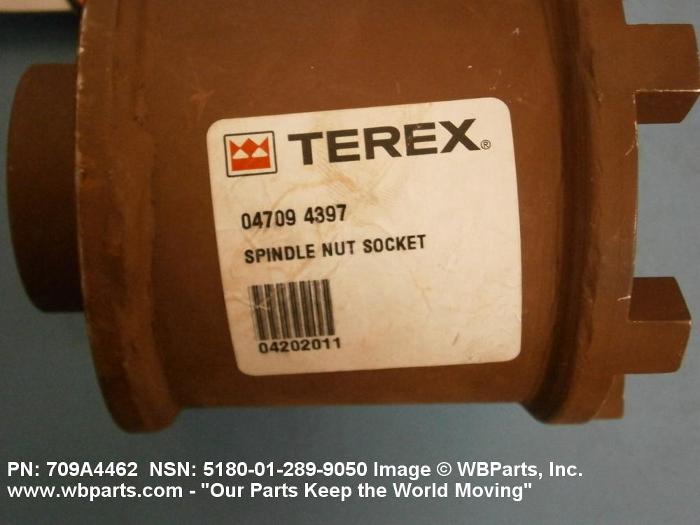 TEREX®
04709 4397
SPINDLE NUT SOCKET
04202011
PN: 709A4462 NSN: 5180-01-289-9050 Image © WBParts, Inc.
www.wbparts.com - "Our Parts Keep the World Moving"